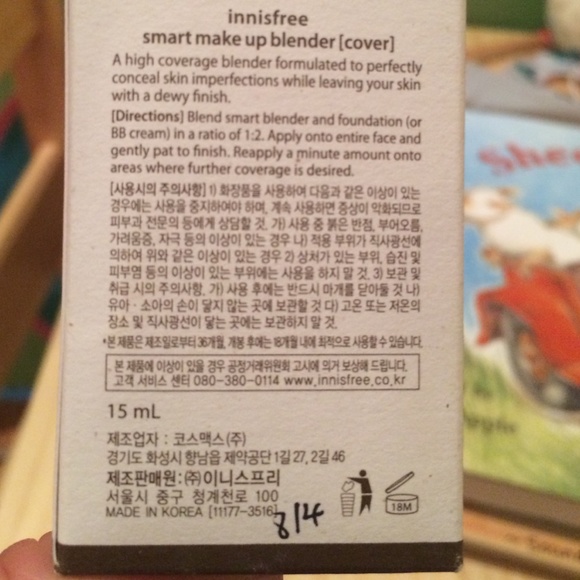 innisfree
smart make up blender [cover]
A high coverage blender formulated to perfectly
conceal skin imperfections while leaving your skin
with a dewy finish.
[Directions] Blend smart blender and foundation (or
BB cream) in a ratio of 1:2. Apply onto entire face and
gently pat to finish. Reapply a minute amount onto
areas where further coverage is desired.
[사용시의 주의사항] 1) 화장품을 사용하여 다음과 같은 이상이 있는
경우에는 사용을 중지하여야 하며, 계속 사용하면 증상이 악화되므로
피부과 전문의 등에게 상담할 것. 가) 사용 중 붉은 반점, 부어오름,
가려움증, 자극 등의 이상이 있는 경우 나) 적용 부위가 직사광선에
의하여 위와 같은 이상이 있는 경우 2) 상처가 있는 부위, 습진 및
피부염 등의 이상이 있는 부위에는 사용을 하지 말 것. 3) 보관 및
취급 시의 주의사항. 가) 사용 후에는 반드시 마개를 닫아둘 것 나)
유아ㆍ소아의 손이 닿지 않는 곳에 보관할 것 다) 고온 또는 저온의
장소 및 직사광선이 닿는 곳에는 보관하지 말 것.
*본 제품은 제조일로부터 36개월, 개봉 후에는 18개월 내에 최적으로 사용할 수 있습니다.
본 제품에 이상이 있을 경우 공정거래위원회 고시에 의거 보상해 드립니다.
고객 서비스 센터 080-380-0114 www.innisfree.co.kr
15 mL
제조업자 : 코스맥스(주)
경기도 화성시 향남읍 제약공단 1길 27, 2길 46
제조판매원 : ㈜이니스프리
서울시 중구 청계천로 100
MADE IN KOREA [11177-3516]
8/4
18M